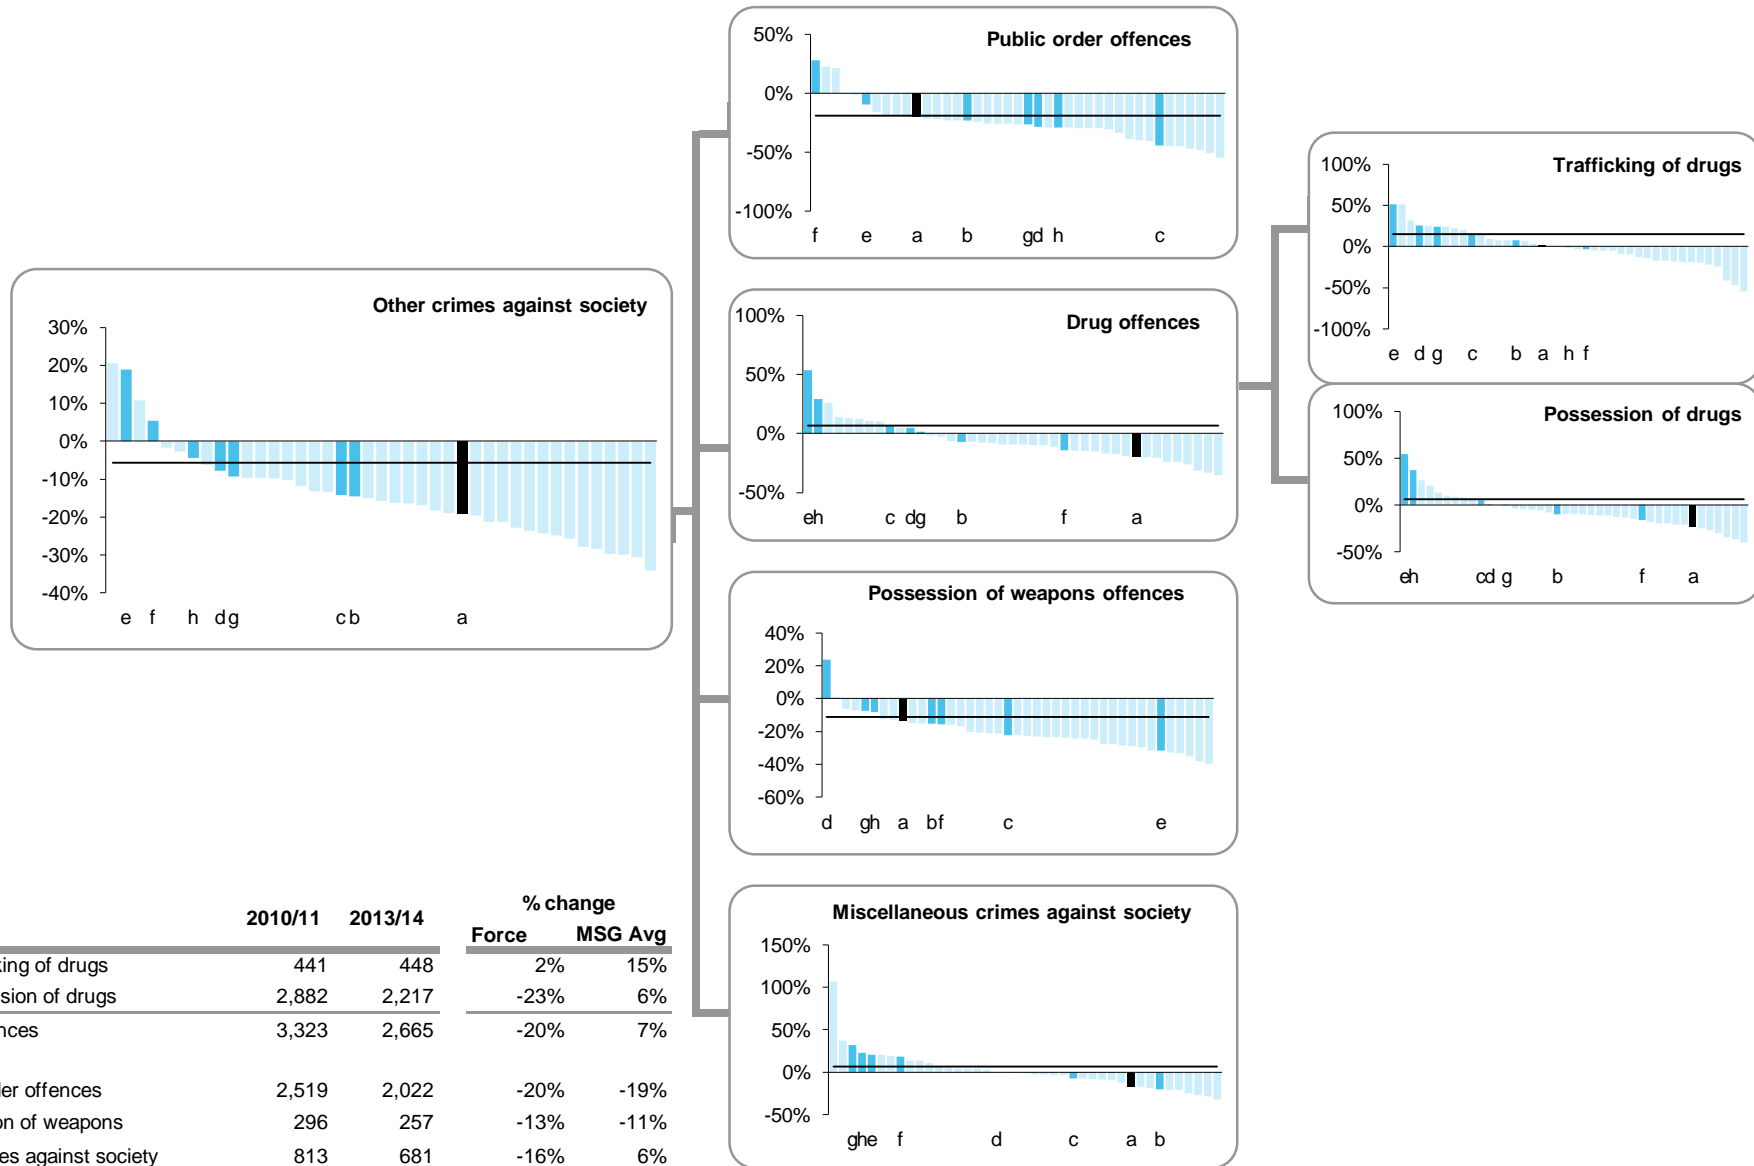 Public order offences
50%
0%
-50%
-100%
f e a b gd h c
Trafficking of drugs
100%
50%
0%
-50%
-100%
e d g c b a h f
Other crimes against society
30%
20%
10%
0%
-10%
-20%
-30%
-40%
e f h d g c b a
Drug offences
100%
50%
0%
-50%
eh c dg b f a
Possession of drugs
100%
50%
0%
-50%
eh cd g b f a
Possession of weapons offences
40%
20%
0%
-20%
-40%
-60%
d gh a bf c e
Miscellaneous crimes against society
150%
100%
50%
0%
-50%
ghe f d c a b
% change
2010/11 2013/14 Force MSG Avg
king of drugs 441 448 2% 15%
sion of drugs 2,882 2,217 -23% 6%
nces 3,323 2,665 -20% 7%
der offences 2,519 2,022 -20% -19%
on of weapons 296 257 -13% -11%
es against society 813 681 -16% 6%